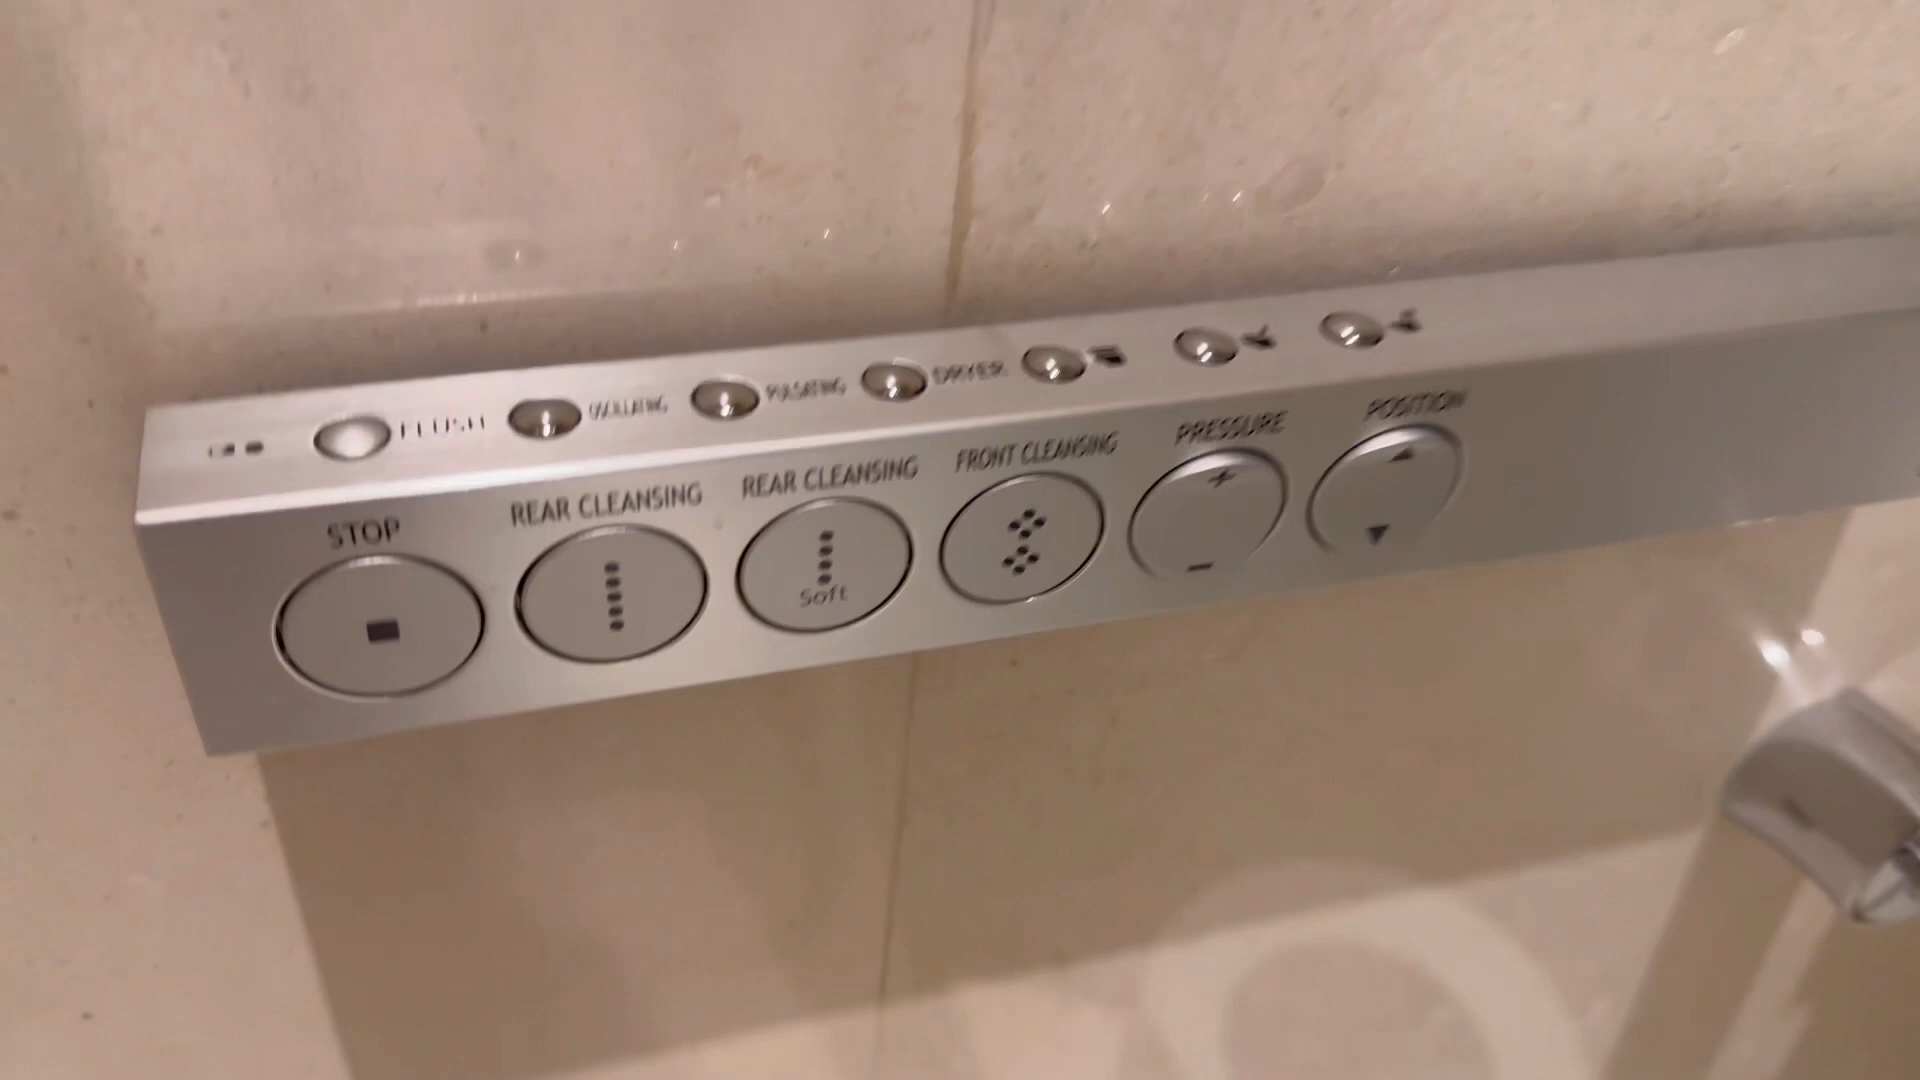 FLUSH
OSCILLATING
PULSATING
DRYER
STOP
REAR CLEANSING
REAR CLEANSING
Soft
FRONT CLEANSING
PRESSURE
+
−
POSITION